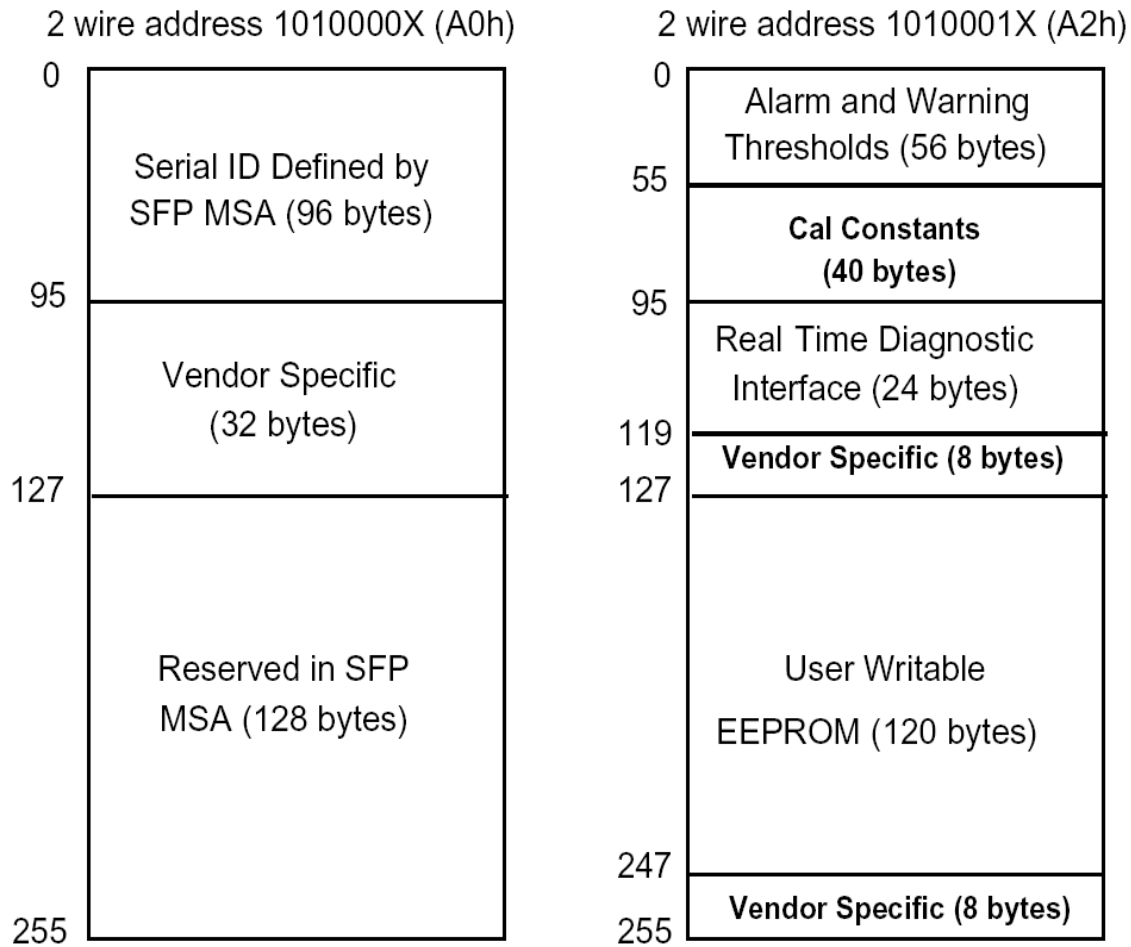 2 wire address 1010000X (A0h)
0
Serial ID Defined by
SFP MSA (96 bytes)
95
Vendor Specific
(32 bytes)
127
Reserved in SFP
MSA (128 bytes)
255
2 wire address 1010001X (A2h)
0
Alarm and Warning
Thresholds (56 bytes)
55
Cal Constants
(40 bytes)
95
Real Time Diagnostic
Interface (24 bytes)
119
Vendor Specific (8 bytes)
127
User Writable
EEPROM (120 bytes)
247
Vendor Specific (8 bytes)
255